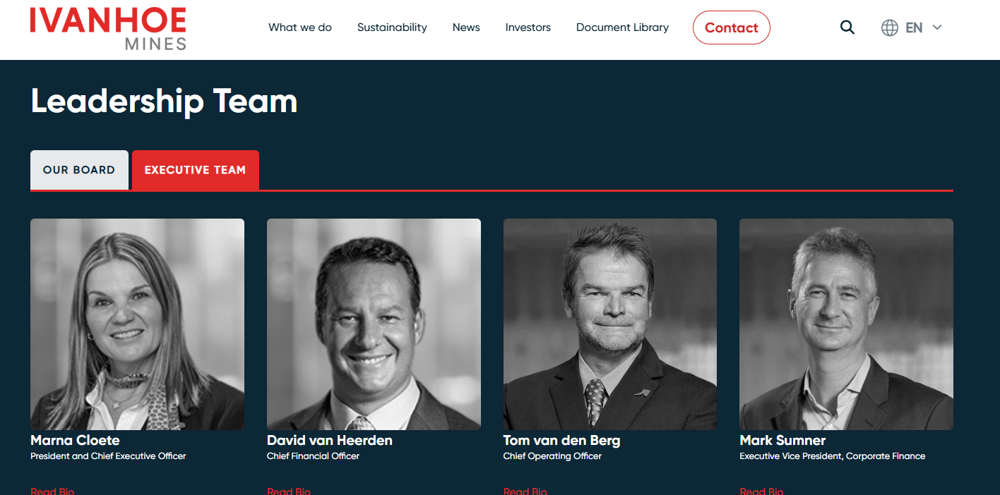 IVANHOE
MINES
What we do
Sustainability
News
Investors
Document Library
Contact
EN
Leadership Team
OUR BOARD
EXECUTIVE TEAM
Marna Cloete
President and Chief Executive Officer
Read Bio
David van Heerden
Chief Financial Officer
Read Bio
Tom van den Berg
Chief Operating Officer
Read Bio
Mark Sumner
Executive Vice President, Corporate Finance
Read Bio